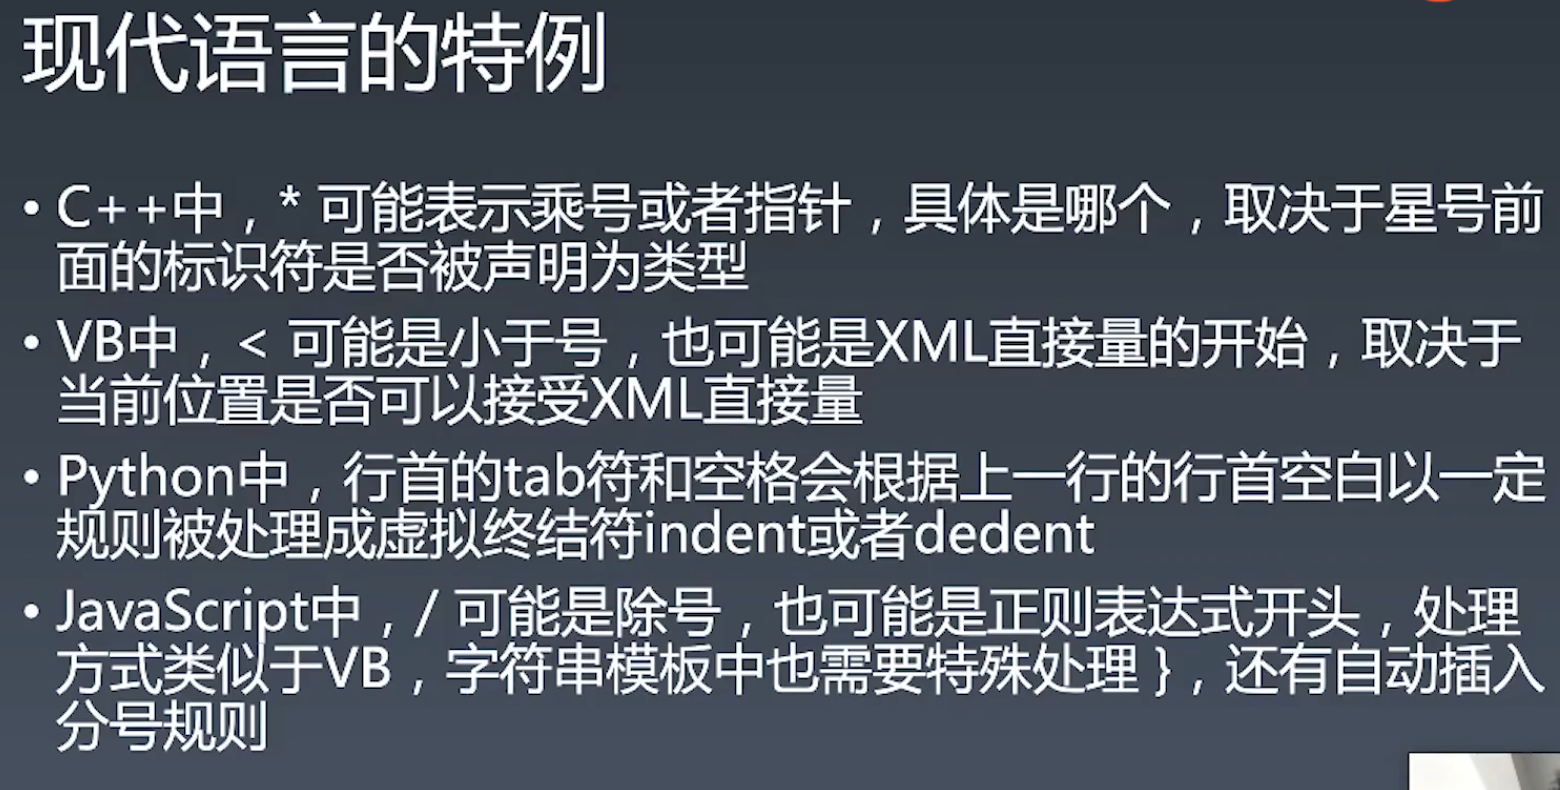 现代语言的特例
• C++中，* 可能表示乘号或者指针，具体是哪个，取决于星号前
面的标识符是否被声明为类型
• VB中，< 可能是小于号，也可能是XML直接量的开始，取决于
当前位置是否可以接受XML直接量
• Python中，行首的tab符和空格会根据上一行的行首空白以一定
规则被处理成虚拟终结符indent或者dedent
• JavaScript中，/ 可能是除号，也可能是正则表达式开头，处理
方式类似于VB，字符串模板中也需要特殊处理 }，还有自动插入
分号规则